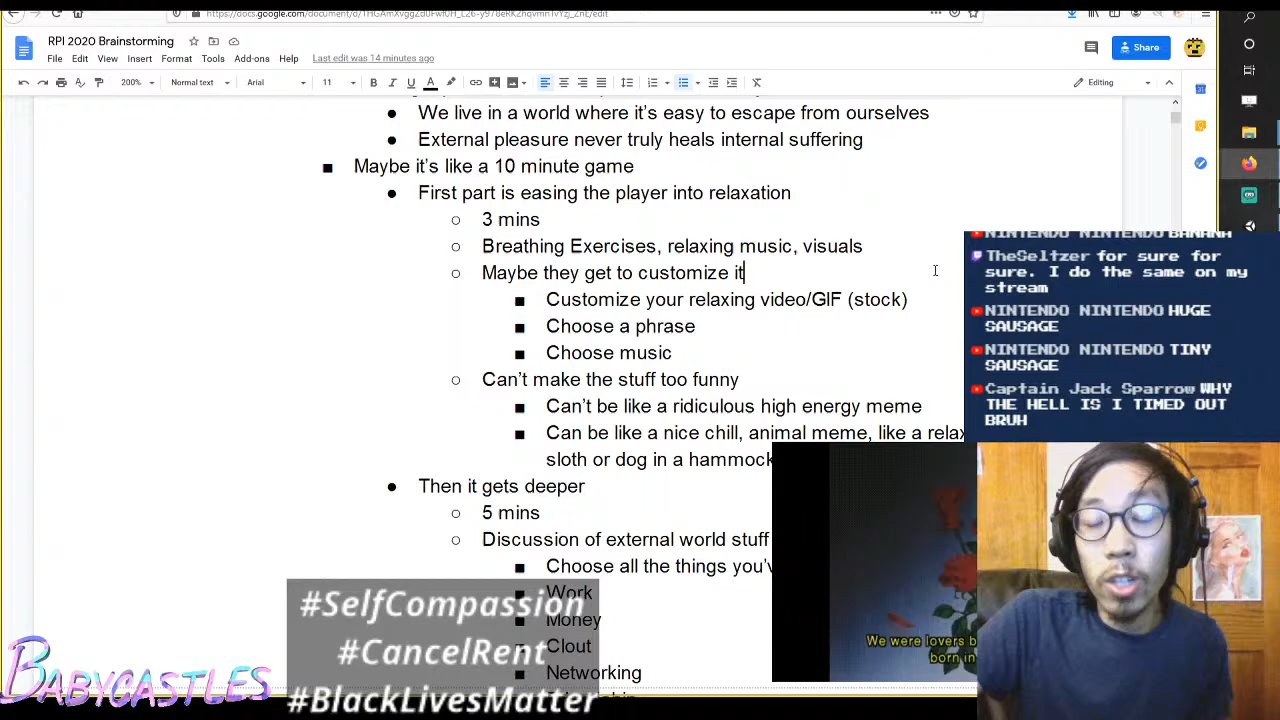 RPI 2020 Brainstorming
File Edit View Insert Format Tools Add-ons Help Last edit was 14 minutes ago
Share
200% Normal text Arial 11 Editing
● We live in a world where it's easy to escape from ourselves
● External pleasure never truly heals internal suffering
■ Maybe it's like a 10 minute game
● First part is easing the player into relaxation
○ 3 mins
○ Breathing Exercises, relaxing music, visuals
○ Maybe they get to customize it
■ Customize your relaxing video/GIF (stock)
■ Choose a phrase
■ Choose music
○ Can't make the stuff too funny
■ Can't be like a ridiculous high energy meme
■ Can be like a nice chill, animal meme, like a relax
sloth or dog in a hammock
● Then it gets deeper
○ 5 mins
○ Discussion of external world stuff
■ Choose all the things you'v
Work
Money
Clout
Networking
NINTENDO NINTENDO BANANA
TheSeltzer for sure for
sure. I do the same on my
stream
NINTENDO NINTENDO HUGE
SAUSAGE
NINTENDO NINTENDO TINY
SAUSAGE
Captain Jack Sparrow WHY
THE HELL IS I TIMED OUT
BRUH
We were lovers b
born in
#SelfCompassion
#CancelRent
#BlackLivesMatter
BABYCASTLES